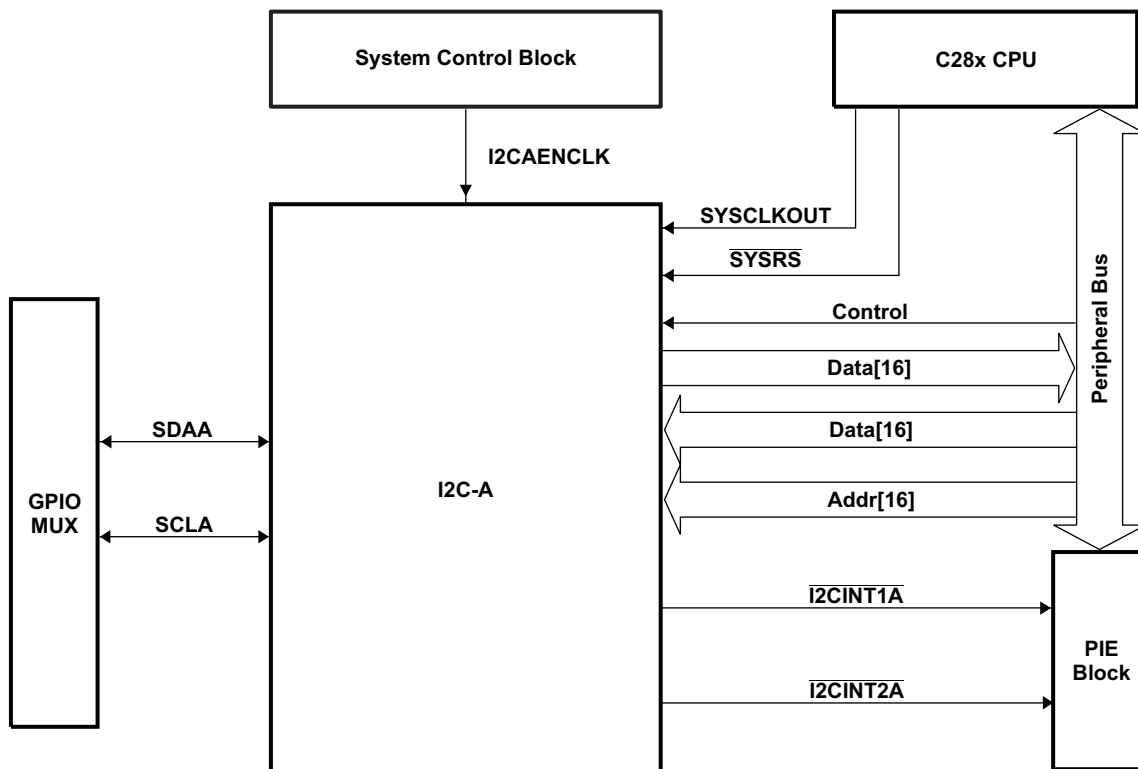 System Control Block
C28x CPU
I2CAENCLK
SYSCLKOUT
SYSRS
Control
Data[16]
Data[16]
Addr[16]
Peripheral Bus
SDAA
SCLA
GPIO
MUX
I2C-A
I2CINT1A
I2CINT2A
PIE
Block